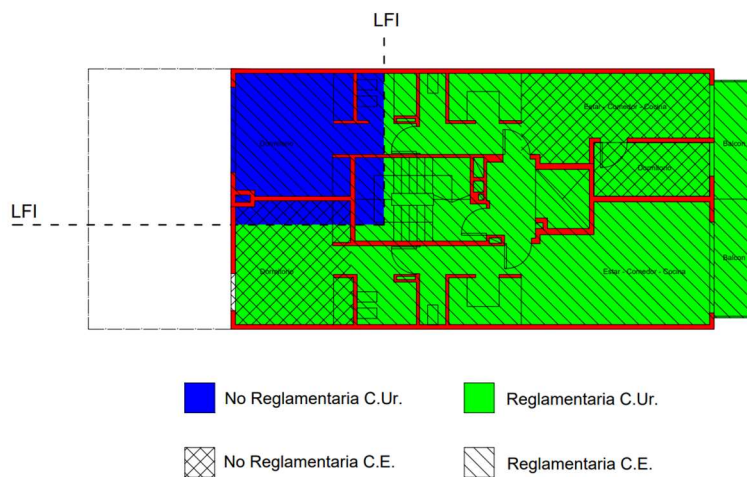 LFI
Estar - Comedor - Cocina
Dormitorio
Balcon
Dormitorio
LFI
Dormitorio
Estar - Comedor - Cocina
Balcon
No Reglamentaria C.Ur.
Reglamentaria C.Ur.
No Reglamentaria C.E.
Reglamentaria C.E.